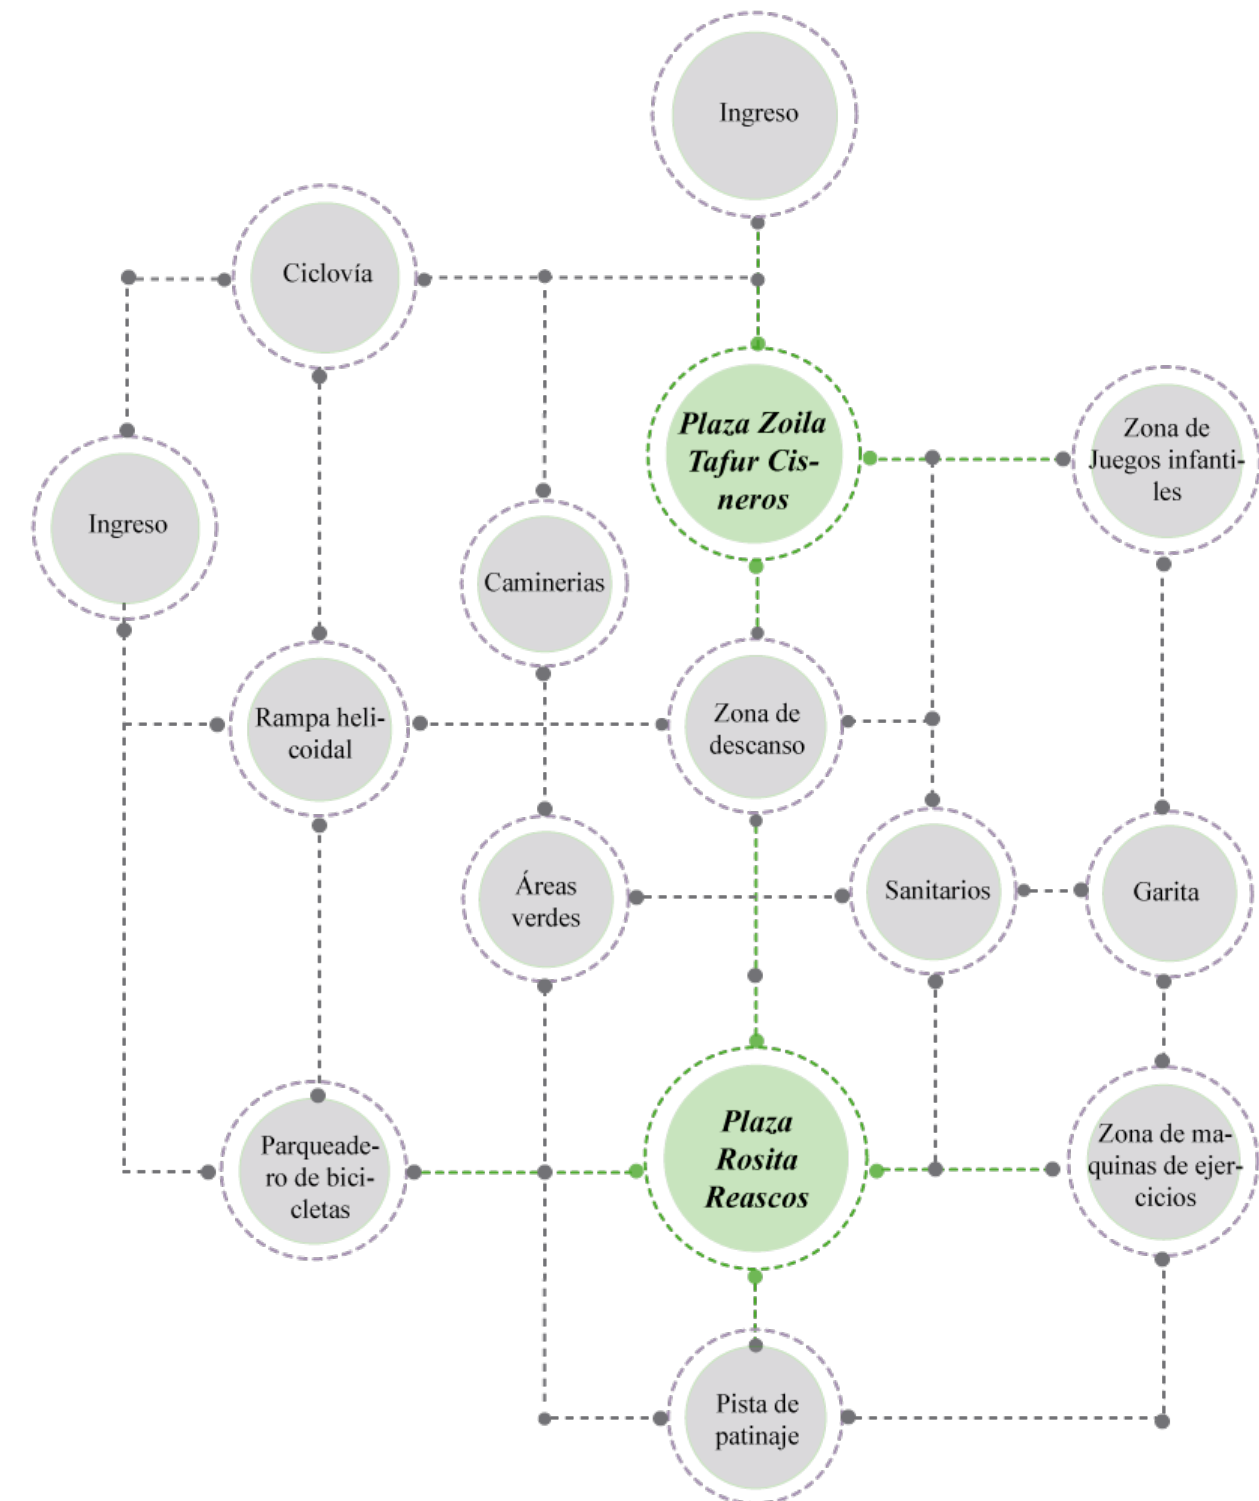 Ingreso
Ciclovía
Plaza Zoila
Tafur Cis-
neros
Zona de
Juegos infanti-
les
Ingreso
Caminerias
Rampa heli-
coidal
Zona de
descanso
Áreas
verdes
Sanitarios
Garita
Parqueade-
ro de bici-
cletas
Plaza
Rosita
Reascos
Zona de ma-
quinas de ejer-
cicios
Pista de
patinaje